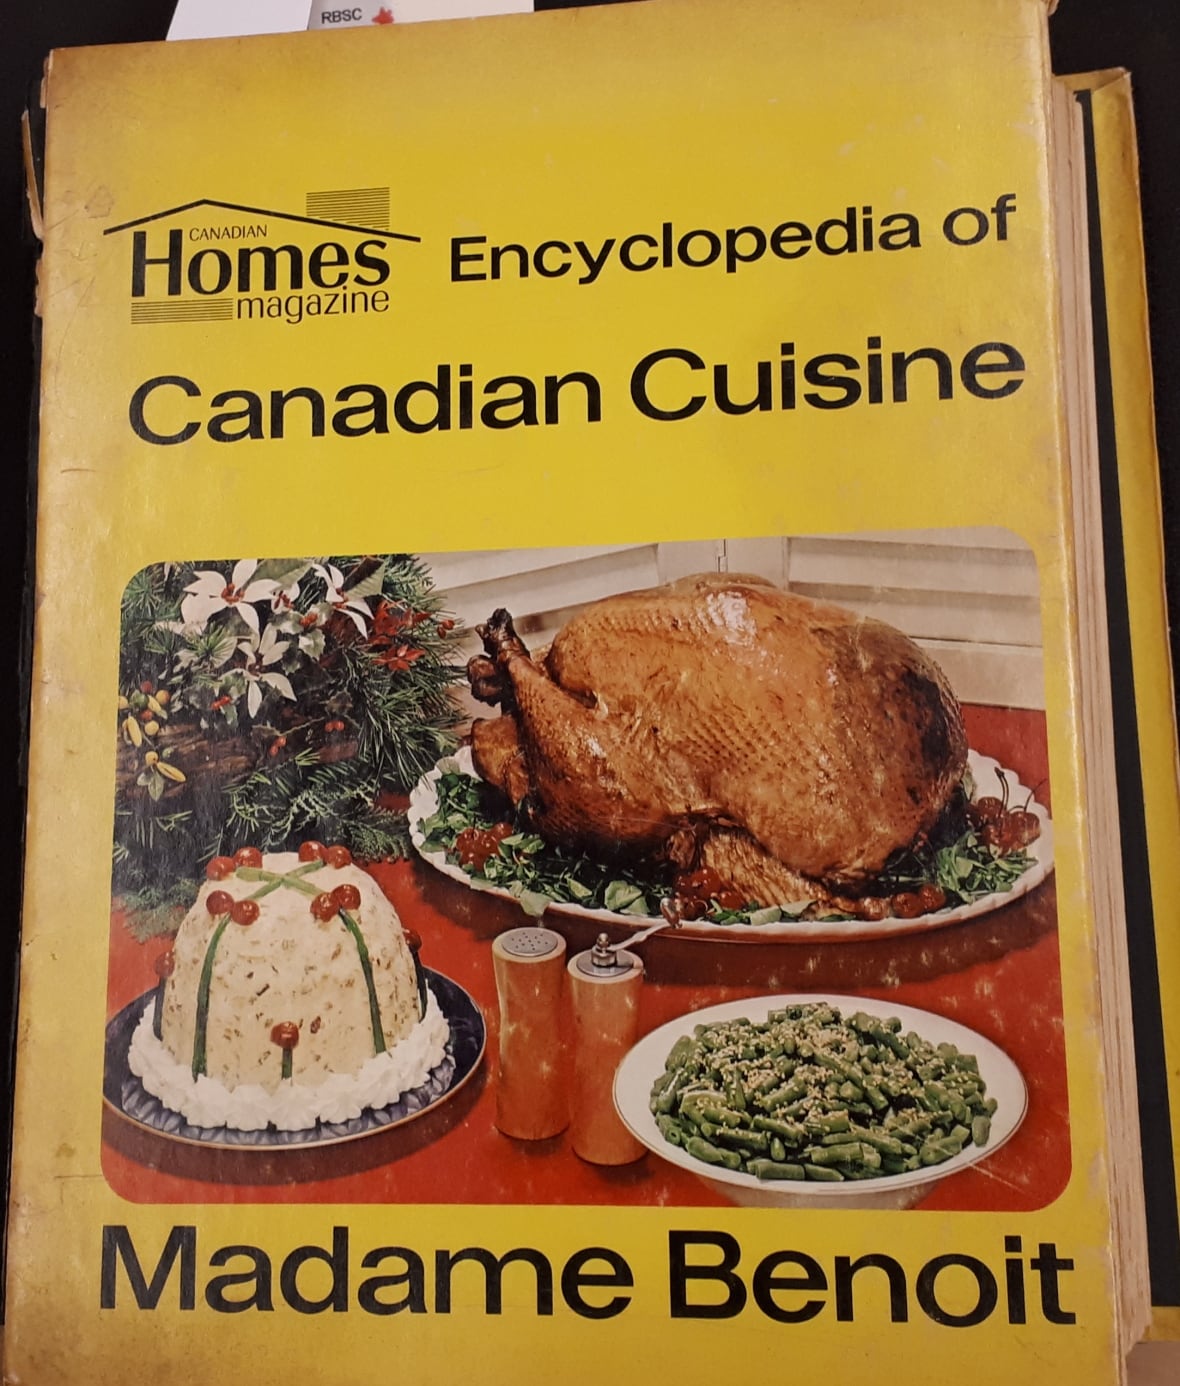 RBSC
CANADIAN
Homes
magazine
Encyclopedia of
Canadian Cuisine
Madame Benoit